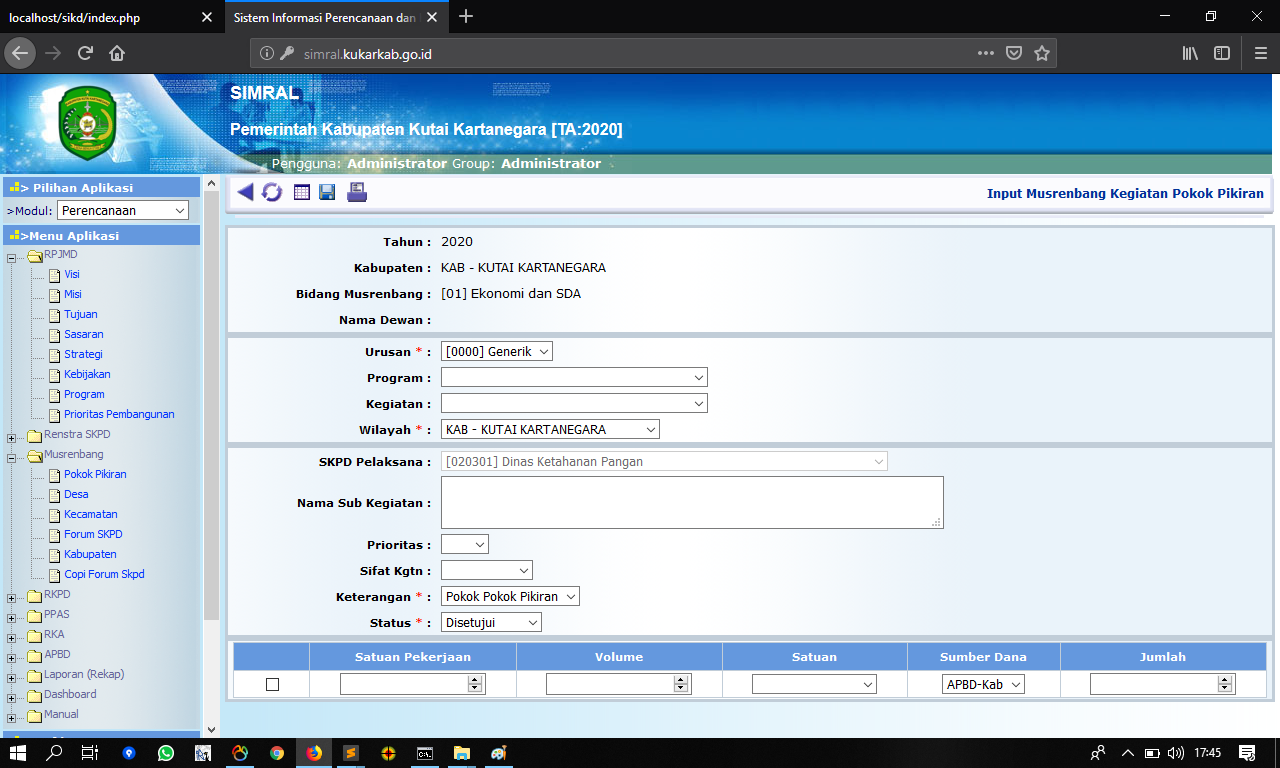 localhost/sikd/index.php
Sistem Informasi Perencanaan dan
simral.kukarkab.go.id
SIMRAL
Pemerintah Kabupaten Kutai Kartanegara [TA:2020]
Pengguna: Administrator Group: Administrator
> Pilihan Aplikasi
>Modul: Perencanaan
>Menu Aplikasi
RPJMD
Visi
Misi
Tujuan
Sasaran
Strategi
Kebijakan
Program
Prioritas Pembangunan
Renstra SKPD
Musrenbang
Pokok Pikiran
Desa
Kecamatan
Forum SKPD
Kabupaten
Copi Forum Skpd
RKPD
PPAS
RKA
APBD
Laporan (Rekap)
Dashboard
Manual
Input Musrenbang Kegiatan Pokok Pikiran
Tahun : 2020
Kabupaten : KAB - KUTAI KARTANEGARA
Bidang Musrenbang : [01] Ekonomi dan SDA
Nama Dewan :
Urusan * : [0000] Generik
Program :
Kegiatan :
Wilayah * : KAB - KUTAI KARTANEGARA
SKPD Pelaksana : [020301] Dinas Ketahanan Pangan
Nama Sub Kegiatan :
Prioritas :
Sifat Kgtn :
Keterangan * : Pokok Pokok Pikiran
Status * : Disetujui
Satuan Pekerjaan Volume Satuan Sumber Dana Jumlah
APBD-Kab
17:45